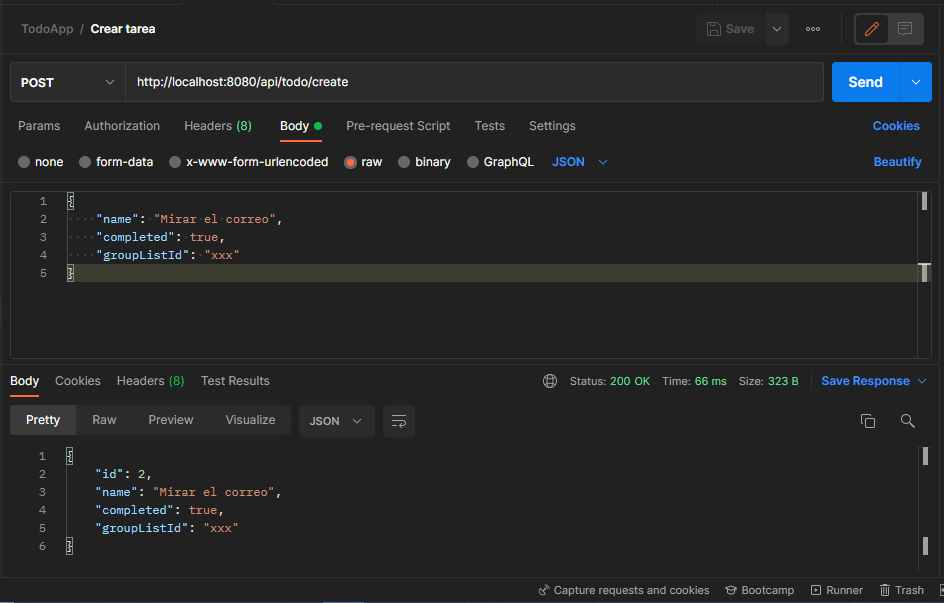 TodoApp / Crear tarea
Save
POST
http://localhost:8080/api/todo/create
Send
Params Authorization Headers (8) Body Pre-request Script Tests Settings Cookies
none form-data x-www-form-urlencoded raw binary GraphQL JSON Beautify
1 {
2 "name": "Mirar el correo",
3 "completed": true,
4 "groupListId": "xxx"
5 }
Body Cookies Headers (8) Test Results Status: 200 OK Time: 66 ms Size: 323 B Save Response
Pretty Raw Preview Visualize JSON
1 {
2 "id": 2,
3 "name": "Mirar el correo",
4 "completed": true,
5 "groupListId": "xxx"
6 }
Capture requests and cookies Bootcamp Runner Trash